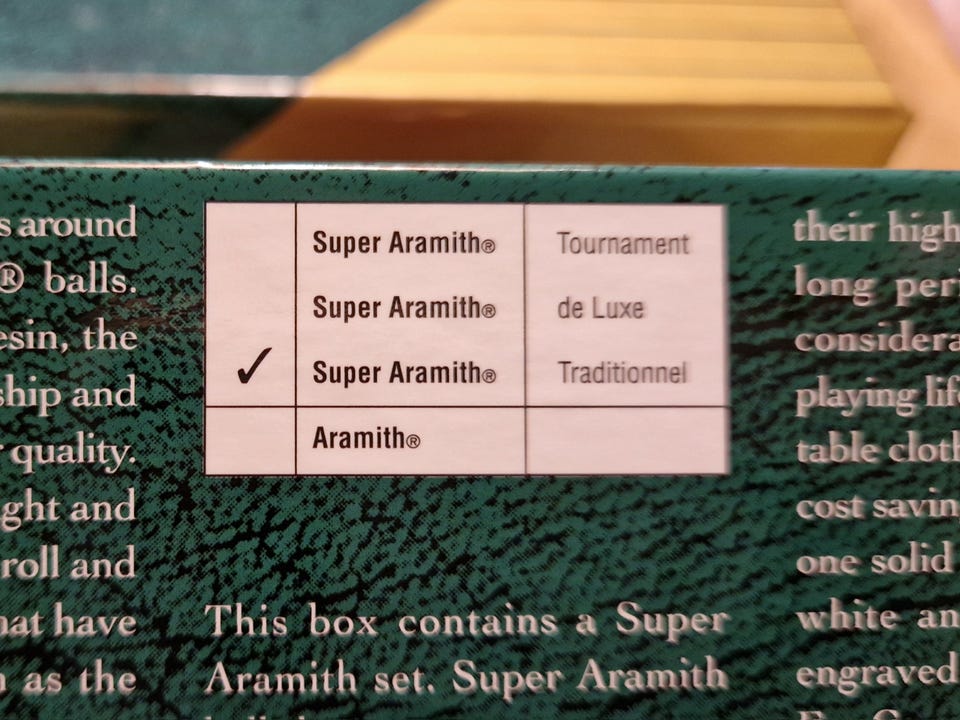 s around
® balls.
esin, the
ship and
quality.
ght and
roll and
hat have
as the
Super Aramith® Tournament
Super Aramith® de Luxe
✓ Super Aramith® Traditionnel
Aramith®
This box contains a Super
Aramith set. Super Aramith
their high
long peri
considera
playing life
table cloth
cost savin
one solid
white an
engraved